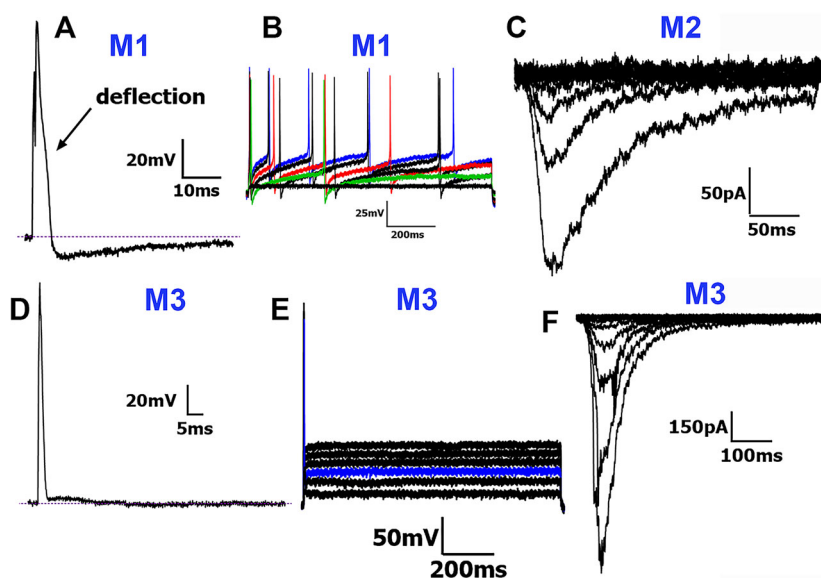 A
M1
deflection
20mV
10ms
B
M1
25mV
200ms
C
M2
50pA
50ms
D
M3
20mV
5ms
E
M3
50mV
200ms
F
M3
150pA
100ms